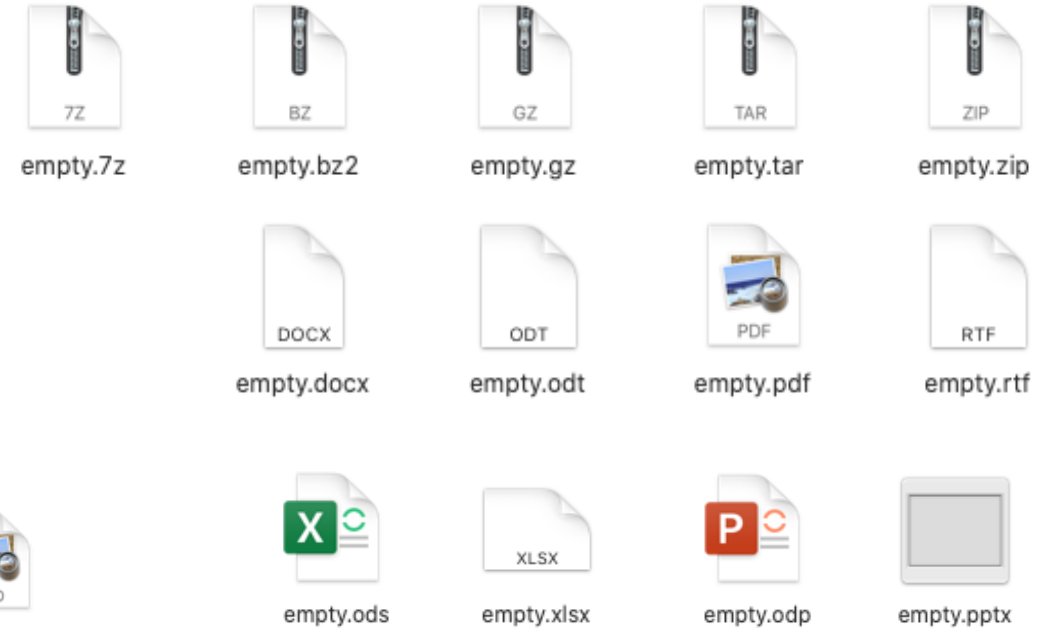 7Z BZ GZ TAR ZIP
empty.7z empty.bz2 empty.gz empty.tar empty.zip
DOCX ODT PDF RTF
empty.docx empty.odt empty.pdf empty.rtf
X XLSX P
empty.ods empty.xlsx empty.odp empty.pptx